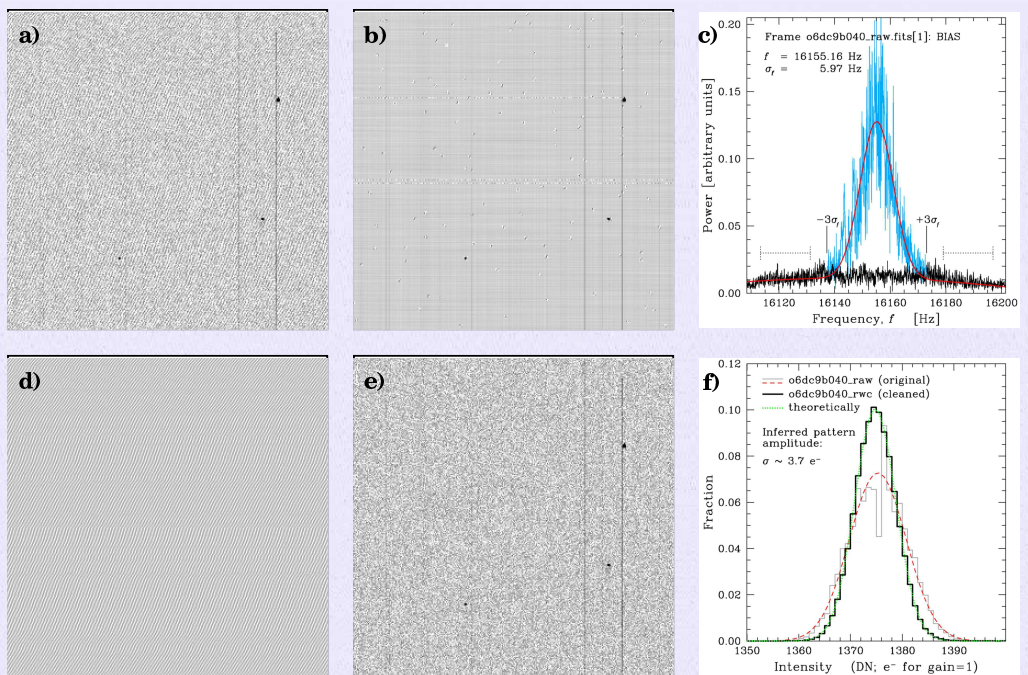 a)
b)
c)
Frame o6dc9b040_raw.fits[1]: BIAS
f = 16155.16 Hz
σf = 5.97 Hz
0.20
0.15
0.10
0.05
0.00
Power [arbitrary units]
−3σf
+3σf
16120
16140
16160
16180
16200
Frequency, f [Hz]
d)
e)
f)
o6dc9b040_raw (original)
o6dc9b040_rwc (cleaned)
theoretically
Inferred pattern
amplitude:
σ ~ 3.7 e⁻
0.12
0.10
0.08
0.06
0.04
0.02
0.00
Fraction
1350
1360
1370
1380
1390
Intensity (DN; e⁻ for gain=1)